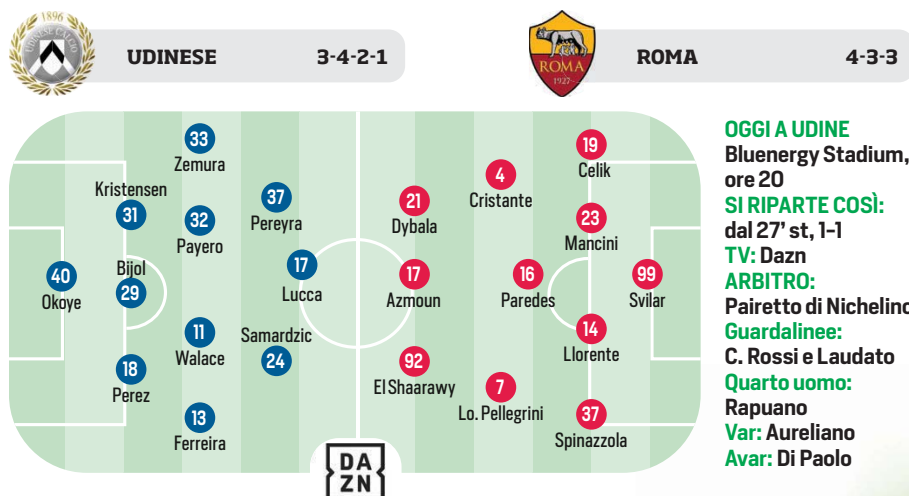 1896
UDINESE CALCIO
UDINESE 3-4-2-1
ROMA
1927
ROMA 4-3-3
33
Zemura
Kristensen
31
32
Payero
37
Pereyra
40
Okoye
Bijol
29
17
Lucca
11
Walace
Samardzic
24
18
Perez
13
Ferreira
21
Dybala
4
Cristante
19
Celik
23
Mancini
17
Azmoun
16
Paredes
99
Svilar
14
Llorente
92
El Shaarawy
7
Lo. Pellegrini
37
Spinazzola
DA
ZN
OGGI A UDINE
Bluenergy Stadium,
ore 20
SI RIPARTE COSÌ:
dal 27' st, 1-1
TV: Dazn
ARBITRO:
Pairetto di Nichelino
Guardalinee:
C. Rossi e Laudato
Quarto uomo:
Rapuano
Var: Aureliano
Avar: Di Paolo